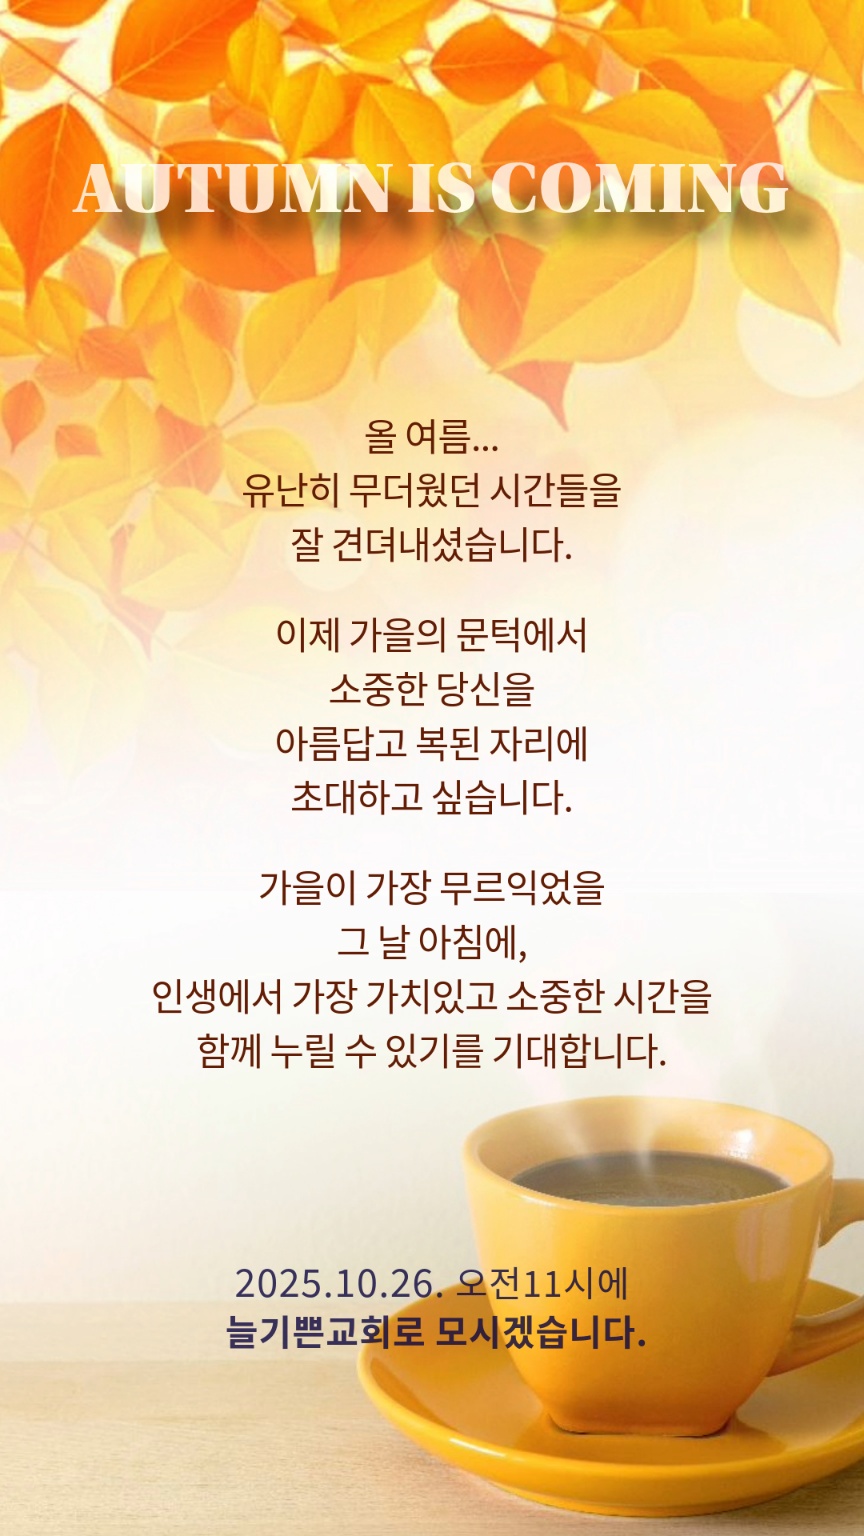 AUTUMN IS COMING
올 여름...
유난히 무더웠던 시간들을
잘 견뎌내셨습니다.
이제 가을의 문턱에서
소중한 당신을
아름답고 복된 자리에
초대하고 싶습니다.
가을이 가장 무르익었을
그 날 아침에,
인생에서 가장 가치있고 소중한 시간을
함께 누릴 수 있기를 기대합니다.
2025.10.26. 오전11시에
늘기쁜교회로 모시겠습니다.